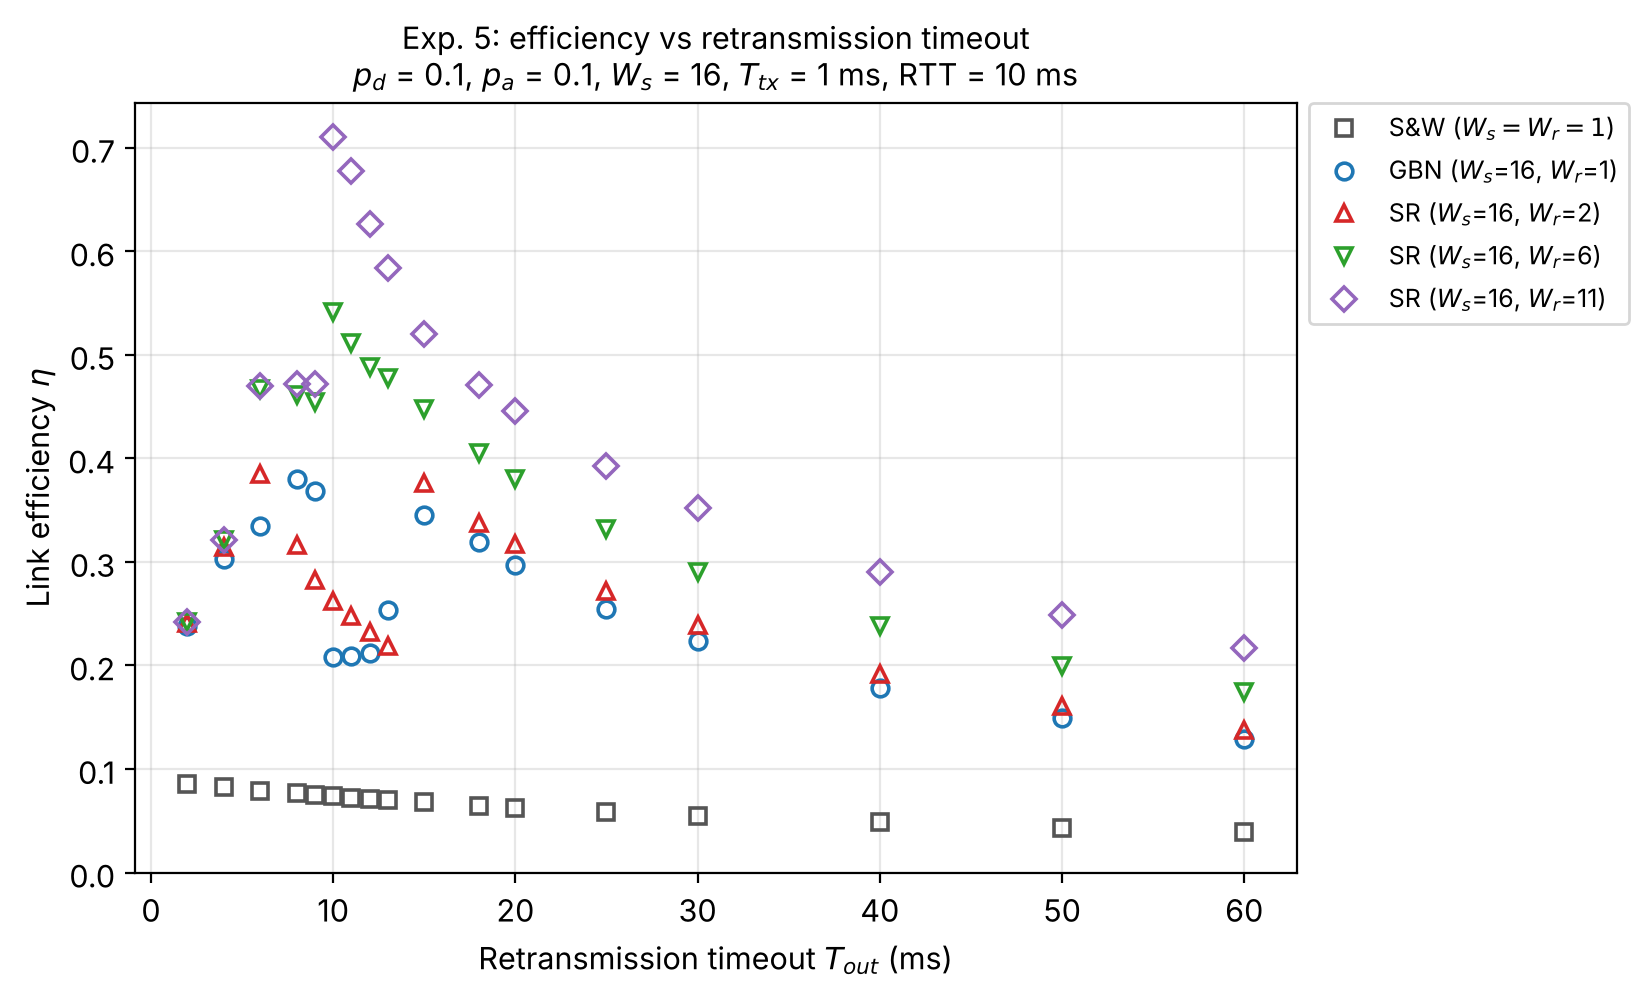 Exp. 5: efficiency vs retransmission timeout
p_d = 0.1, p_a = 0.1, W_s = 16, T_tx = 1 ms, RTT = 10 ms
S&W (W_s = W_r = 1)
GBN (W_s=16, W_r=1)
SR (W_s=16, W_r=2)
SR (W_s=16, W_r=6)
SR (W_s=16, W_r=11)
Link efficiency η
0.7
0.6
0.5
0.4
0.3
0.2
0.1
0.0
0 10 20 30 40 50 60
Retransmission timeout T_out (ms)